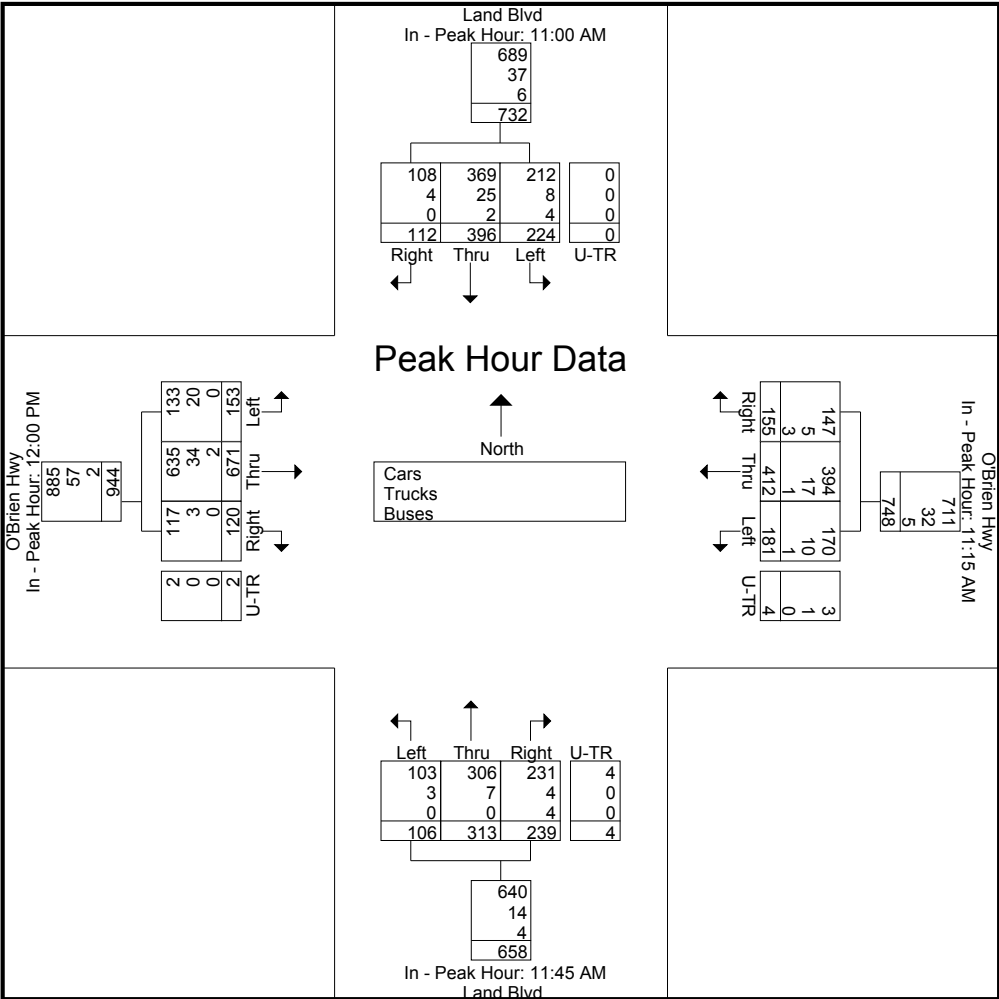 Land Blvd
In - Peak Hour: 11:00 AM
689
37
6
732
108 369 212 0
4 25 8 0
0 2 4 0
112 396 224 0
Right Thru Left U-TR
Peak Hour Data
North
Cars
Trucks
Buses
O'Brien Hwy
In - Peak Hour: 12:00 PM
885
57
2
944
133 20 0 153 Left
635 34 2 671 Thru
117 3 0 120 Right
2 0 0 2 U-TR
O'Brien Hwy
In - Peak Hour: 11:15 AM
711
32
5
748
Right 155 3 5 147
Thru 412 1 17 394
Left 181 1 10 170
U-TR 4 0 1 3
Left Thru Right U-TR
103 306 231 4
3 7 4 0
0 0 4 0
106 313 239 4
640
14
4
658
In - Peak Hour: 11:45 AM
Land Blvd